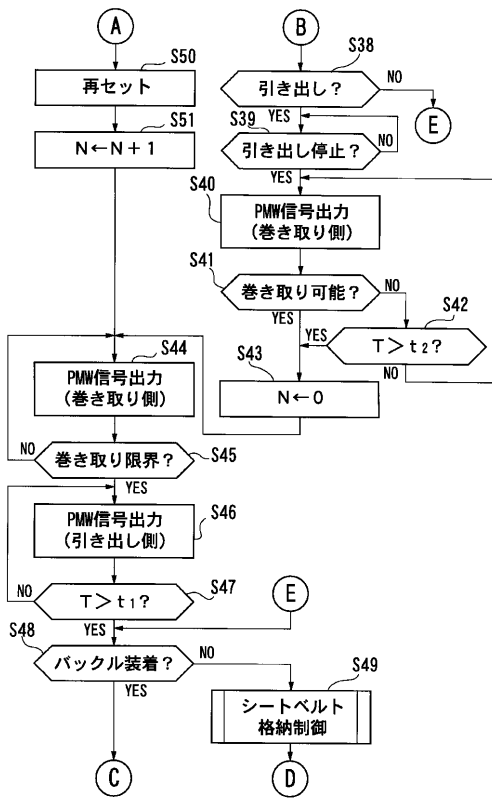 A
S50
再セット
S51
N←N+1
B
S38
引き出し?
NO
E
YES
S39
引き出し停止?
NO
YES
S40
PMW信号出力
(巻き取り側)
S41
巻き取り可能?
NO
YES
S42
T>t2?
YES
NO
S43
N←0
S44
PMW信号出力
(巻き取り側)
NO
巻き取り限界?
S45
YES
PMW信号出力
(引き出し側)
S46
NO
T>t1?
S47
YES
E
S48
バックル装着?
NO
YES
S49
シートベルト
格納制御
C
D